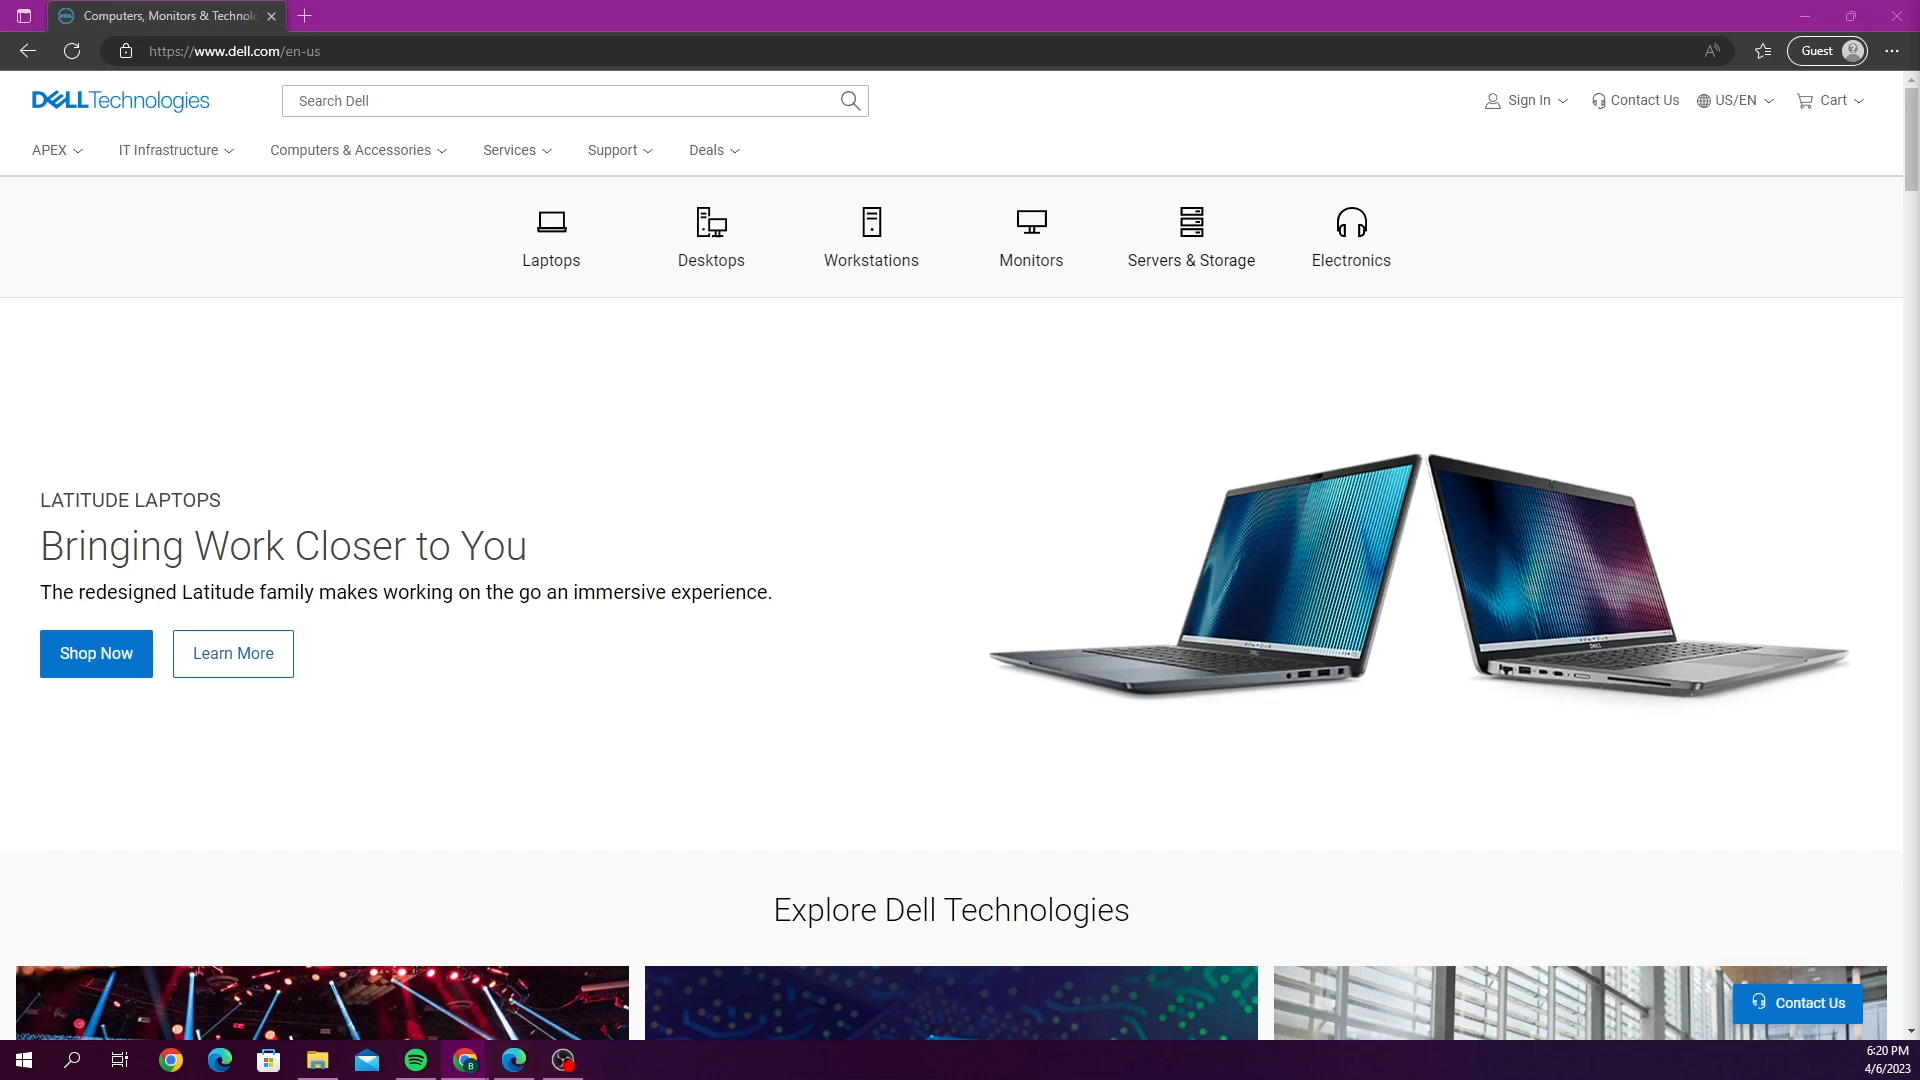 Computers, Monitors & Technol
https://www.dell.com/en-us
Guest
DELLTechnologies
Search Dell
Sign In
Contact Us
US/EN
Cart
APEX
IT Infrastructure
Computers & Accessories
Services
Support
Deals
Laptops
Desktops
Workstations
Monitors
Servers & Storage
Electronics
LATITUDE LAPTOPS
Bringing Work Closer to You
The redesigned Latitude family makes working on the go an immersive experience.
Shop Now
Learn More
Explore Dell Technologies
Contact Us
6:20 PM
4/6/2023